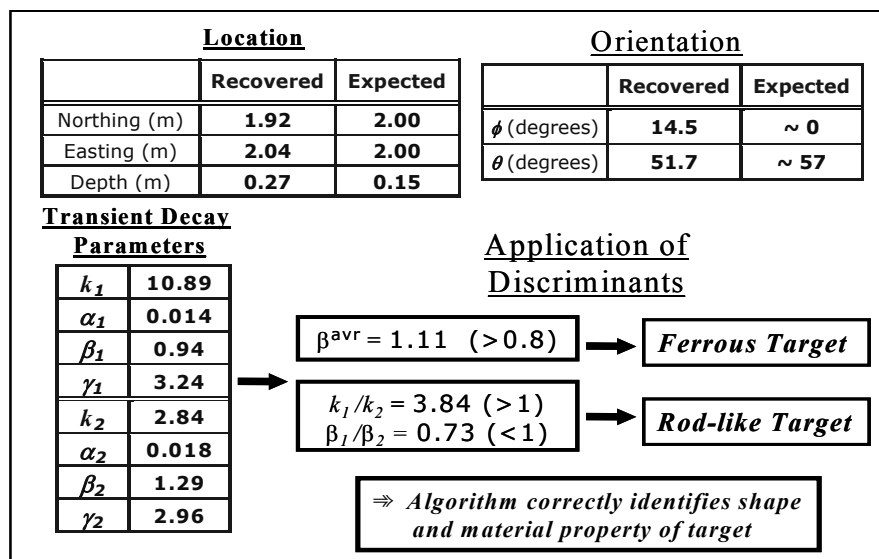 Location
Recovered Expected
Northing (m) 1.92 2.00
Easting (m) 2.04 2.00
Depth (m) 0.27 0.15
Orientation
Recovered Expected
ϕ (degrees) 14.5 ~ 0
θ (degrees) 51.7 ~ 57
Transient Decay
Parameters
k₁ 10.89
α₁ 0.014
β₁ 0.94
γ₁ 3.24
k₂ 2.84
α₂ 0.018
β₂ 1.29
γ₂ 2.96
Application of
Discriminants
βᵃᵛʳ = 1.11 (>0.8)
Ferrous Target
k₁/k₂ = 3.84 (>1)
β₁/β₂ = 0.73 (<1)
Rod-like Target
⇒ Algorithm correctly identifies shape
and material property of target